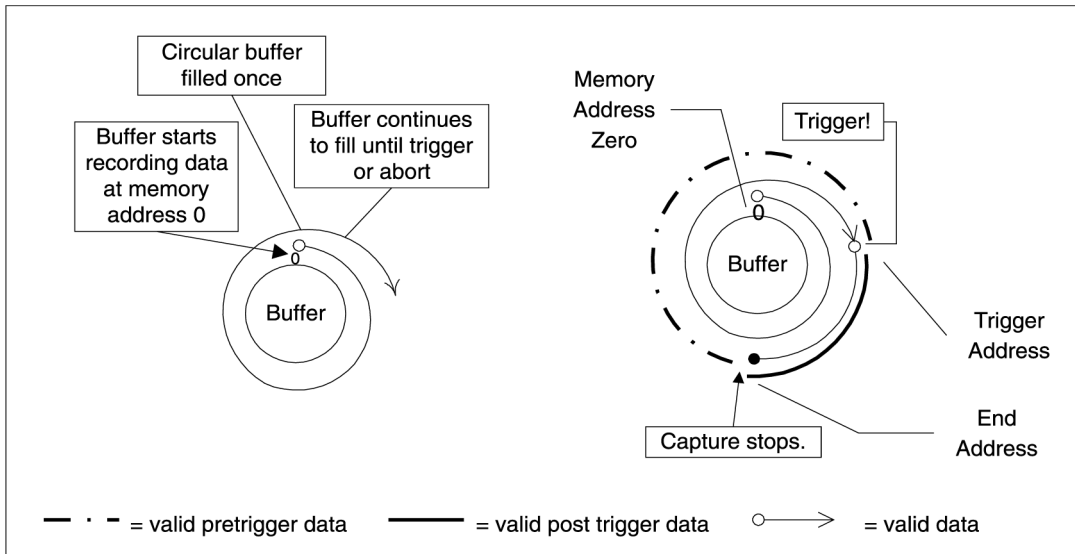 Circular buffer
filled once
Buffer starts
recording data
at memory
address 0
Buffer continues
to fill until trigger
or abort
0
Buffer
Memory
Address
Zero
Trigger!
0
Buffer
Trigger
Address
End
Address
Capture stops.
= valid pretrigger data
= valid post trigger data
= valid data